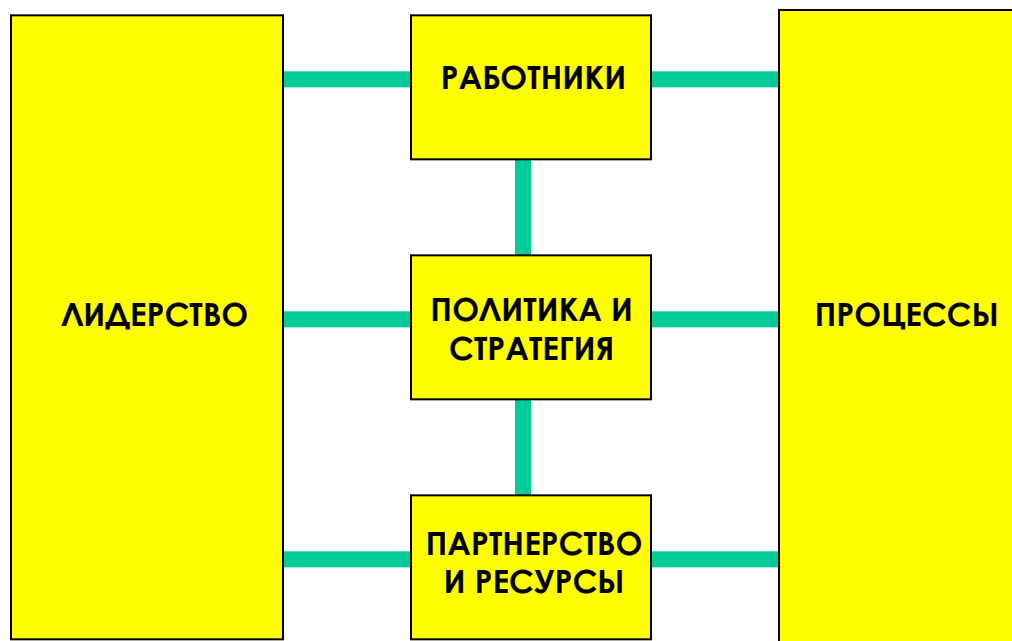 РАБОТНИКИ
ЛИДЕРСТВО
ПОЛИТИКА И
СТРАТЕГИЯ
ПРОЦЕССЫ
ПАРТНЕРСТВО
И РЕСУРСЫ